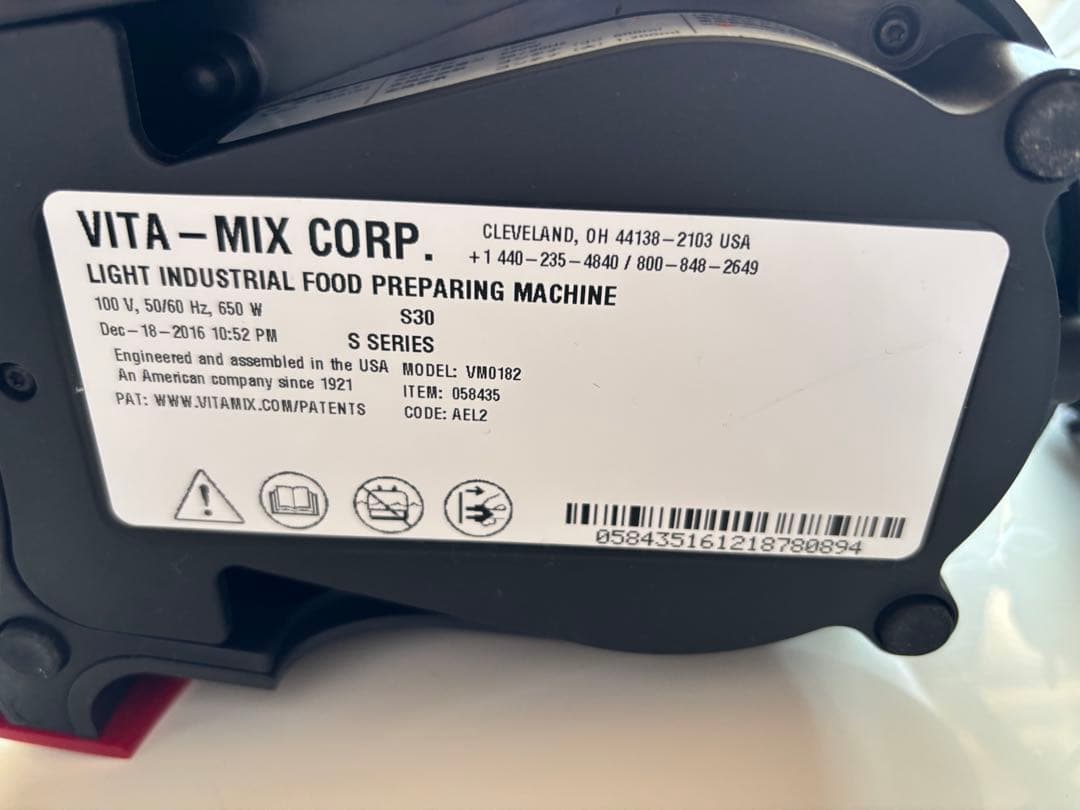 VITA-MIX CORP.
CLEVELAND, OH 44138-2103 USA
+1 440-235-4840 / 800-848-2649
LIGHT INDUSTRIAL FOOD PREPARING MACHINE
100 V, 50/60 Hz, 650 W
S30
Dec-18-2016 10:52 PM
S SERIES
Engineered and assembled in the USA
MODEL: VM0182
An American company since 1921
ITEM: 058435
PAT: WWW.VITAMIX.COM/PATENTS
CODE: AEL2
058435161218780894